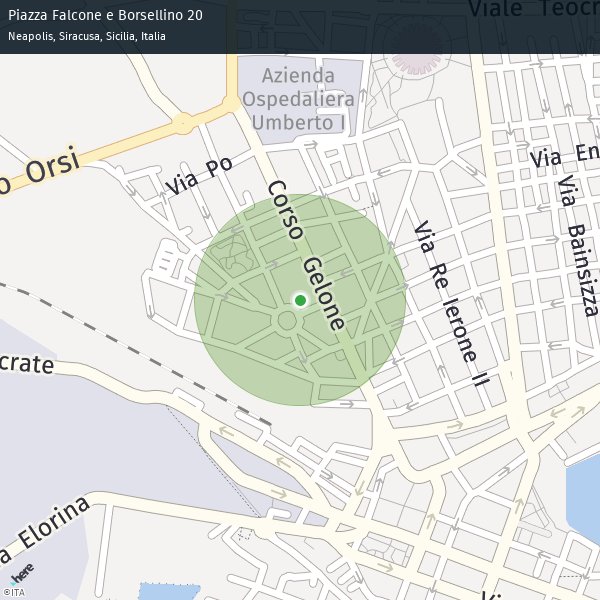 Piazza Falcone e Borsellino 20
Neapolis, Siracusa, Sicilia, Italia
Viale Teocr
Azienda
Ospedaliera
Umberto I
o Orsi
Via Po
Via En
Via Bainsizza
Corso Gelone
Via Re Ierone II
crate
a Elorina
here
©ITA